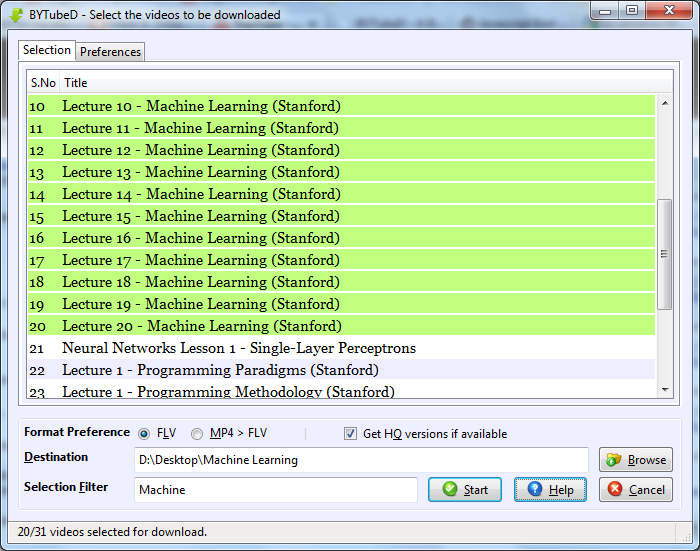 BYTubeD - Select the videos to be downloaded
Selection Preferences
S.No Title
10 Lecture 10 - Machine Learning (Stanford)
11 Lecture 11 - Machine Learning (Stanford)
12 Lecture 12 - Machine Learning (Stanford)
13 Lecture 13 - Machine Learning (Stanford)
14 Lecture 14 - Machine Learning (Stanford)
15 Lecture 15 - Machine Learning (Stanford)
16 Lecture 16 - Machine Learning (Stanford)
17 Lecture 17 - Machine Learning (Stanford)
18 Lecture 18 - Machine Learning (Stanford)
19 Lecture 19 - Machine Learning (Stanford)
20 Lecture 20 - Machine Learning (Stanford)
21 Neural Networks Lesson 1 - Single-Layer Perceptrons
22 Lecture 1 - Programming Paradigms (Stanford)
23 Lecture 1 - Programming Methodology (Stanford)
Format Preference FLV MP4 > FLV Get HQ versions if available
Destination D:\Desktop\Machine Learning Browse
Selection Filter Machine Start Help Cancel
20/31 videos selected for download.